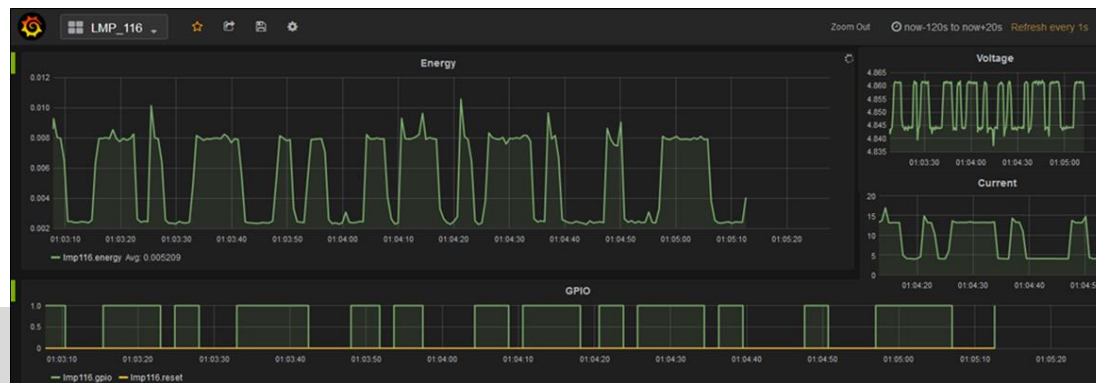 LMP_116
Zoom Out
now-120s to now+20s Refresh every 1s
Energy
0.012
0.010
0.008
0.006
0.004
0.002
01:03:10 01:03:20 01:03:30 01:03:40 01:03:50 01:04:00 01:04:10 01:04:20 01:04:30 01:04:40 01:04:50 01:05:00 01:05:10 01:05:20
lmp116.energy Avg: 0.005209
Voltage
4.865
4.860
4.855
4.850
4.845
4.840
4.835
01:03:30 01:04:00 01:04:30 01:05:00
Current
20
15
10
5
0
01:04:20 01:04:30 01:04:40 01:04:5
GPIO
1.0
0.5
0
01:03:10 01:03:20 01:03:30 01:03:40 01:03:50 01:04:00 01:04:10 01:04:20 01:04:30 01:04:40 01:04:50 01:05:00 01:05:10 01:05:20
lmp116.gpio lmp116.reset